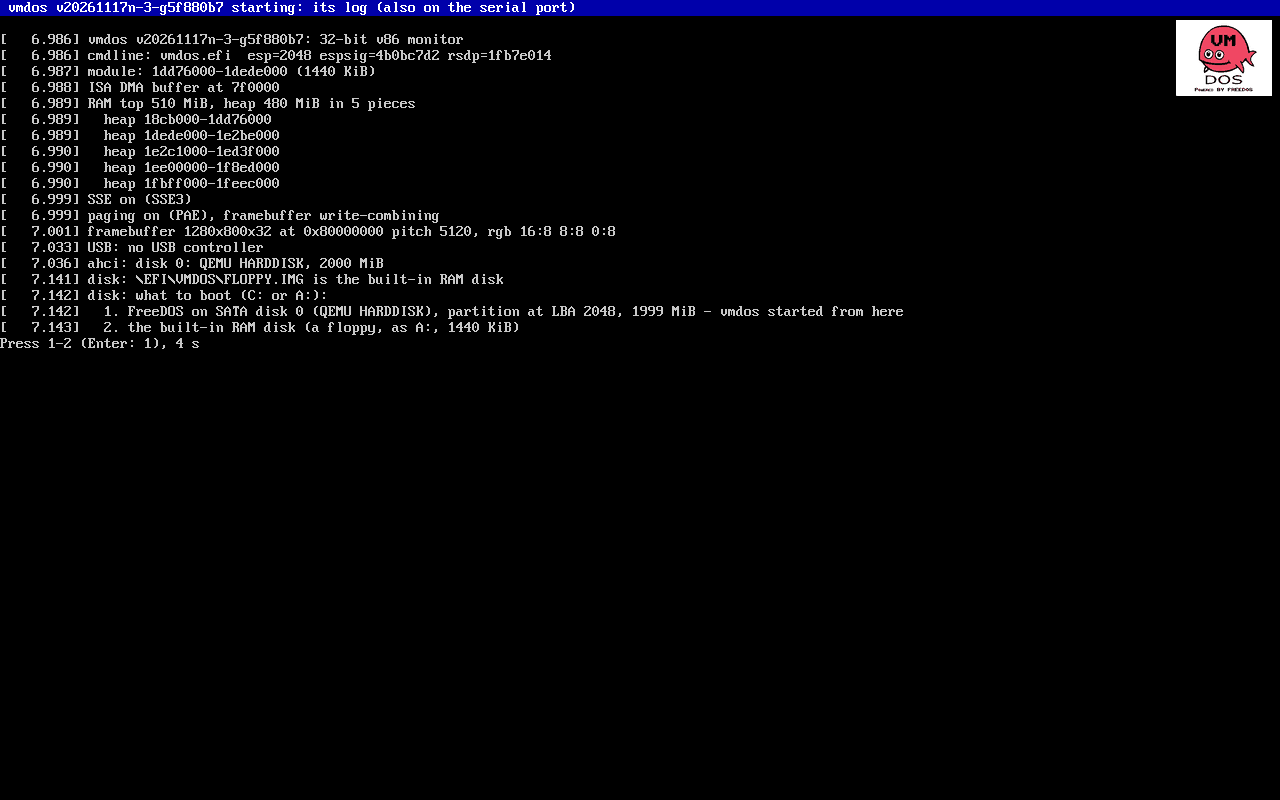 vmdos v20261117n-3-g5f880b7 starting: its log (also on the serial port)
[   6.986] vmdos v20261117n-3-g5f880b7: 32-bit v86 monitor
[   6.986] cmdline: vmdos.efi  esp=2048 espsig=4b0bc7d2 rsdp=1fb7e014
[   6.987] module: 1dd76000-1dede000 (1440 KiB)
[   6.988] ISA DMA buffer at 7f0000
[   6.989] RAM top 510 MiB, heap 480 MiB in 5 pieces
[   6.989]   heap 18cb000-1dd76000
[   6.989]   heap 1dede000-1e2be000
[   6.990]   heap 1e2c1000-1ed3f000
[   6.990]   heap 1ee00000-1f8ed000
[   6.990]   heap 1fbff000-1feec000
[   6.999] SSE on (SSE3)
[   6.999] paging on (PAE), framebuffer write-combining
[   7.001] framebuffer 1280x800x32 at 0x80000000 pitch 5120, rgb 16:8 8:8 0:8
[   7.033] USB: no USB controller
[   7.036] ahci: disk 0: QEMU HARDDISK, 2000 MiB
[   7.141] disk: \EFI\VMDOS\FLOPPY.IMG is the built-in RAM disk
[   7.142] disk: what to boot (C: or A:):
[   7.142]   1. FreeDOS on SATA disk 0 (QEMU HARDDISK), partition at LBA 2048, 1999 MiB - vmdos started from here
[   7.143]   2. the built-in RAM disk (a floppy, as A:, 1440 KiB)
Press 1-2 (Enter: 1), 4 s
VM
DOS
POWERED BY FREEDOS